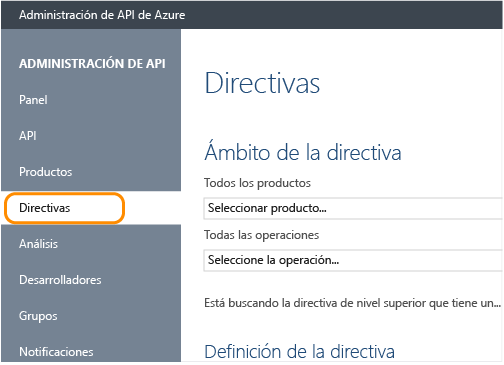 Administración de API de Azure
ADMINISTRACIÓN DE API
Panel
API
Productos
Directivas
Análisis
Desarrolladores
Grupos
Notificaciones
Directivas
Ámbito de la directiva
Todos los productos
Seleccionar producto...
Todas las operaciones
Seleccione la operación...
Está buscando la directiva de nivel superior que tiene un...
Definición de la directiva